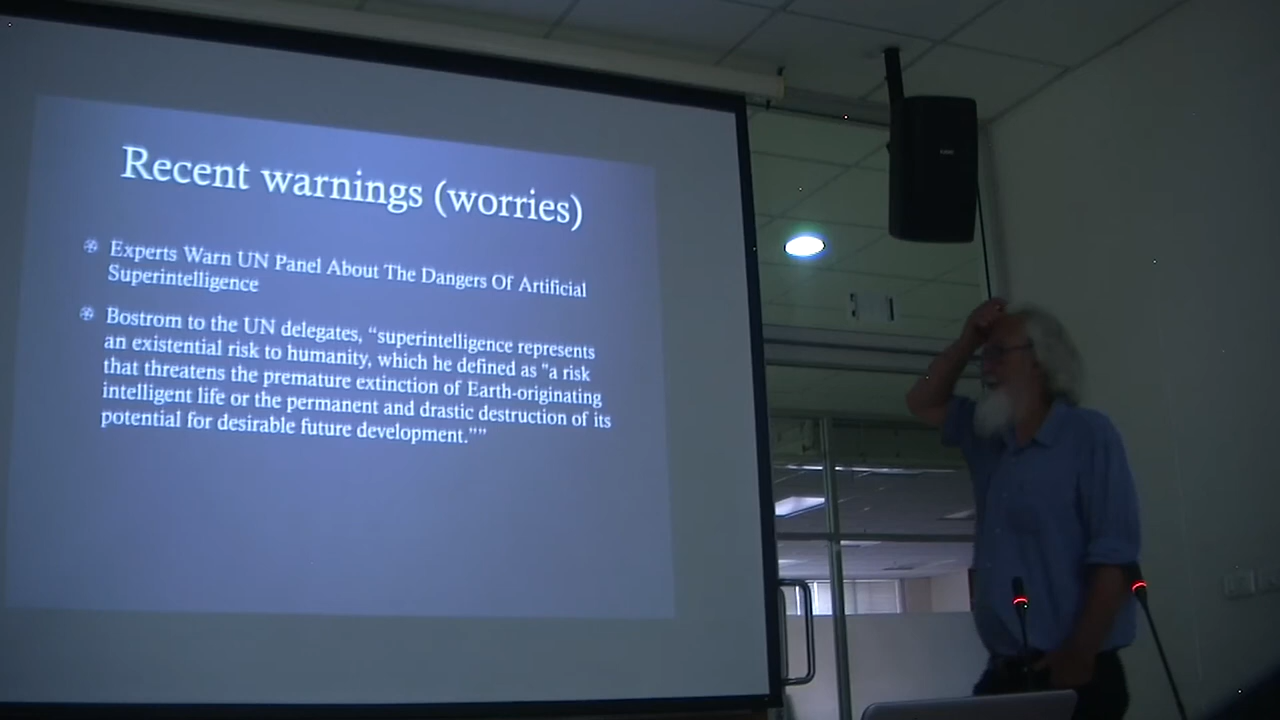 Recent warnings (worries)
Experts Warn UN Panel About The Dangers Of Artificial
Superintelligence
Bostrom to the UN delegates, “superintelligence represents
an existential risk to humanity, which he defined as "a risk
that threatens the premature extinction of Earth-originating
intelligent life or the permanent and drastic destruction of its
potential for desirable future development.””